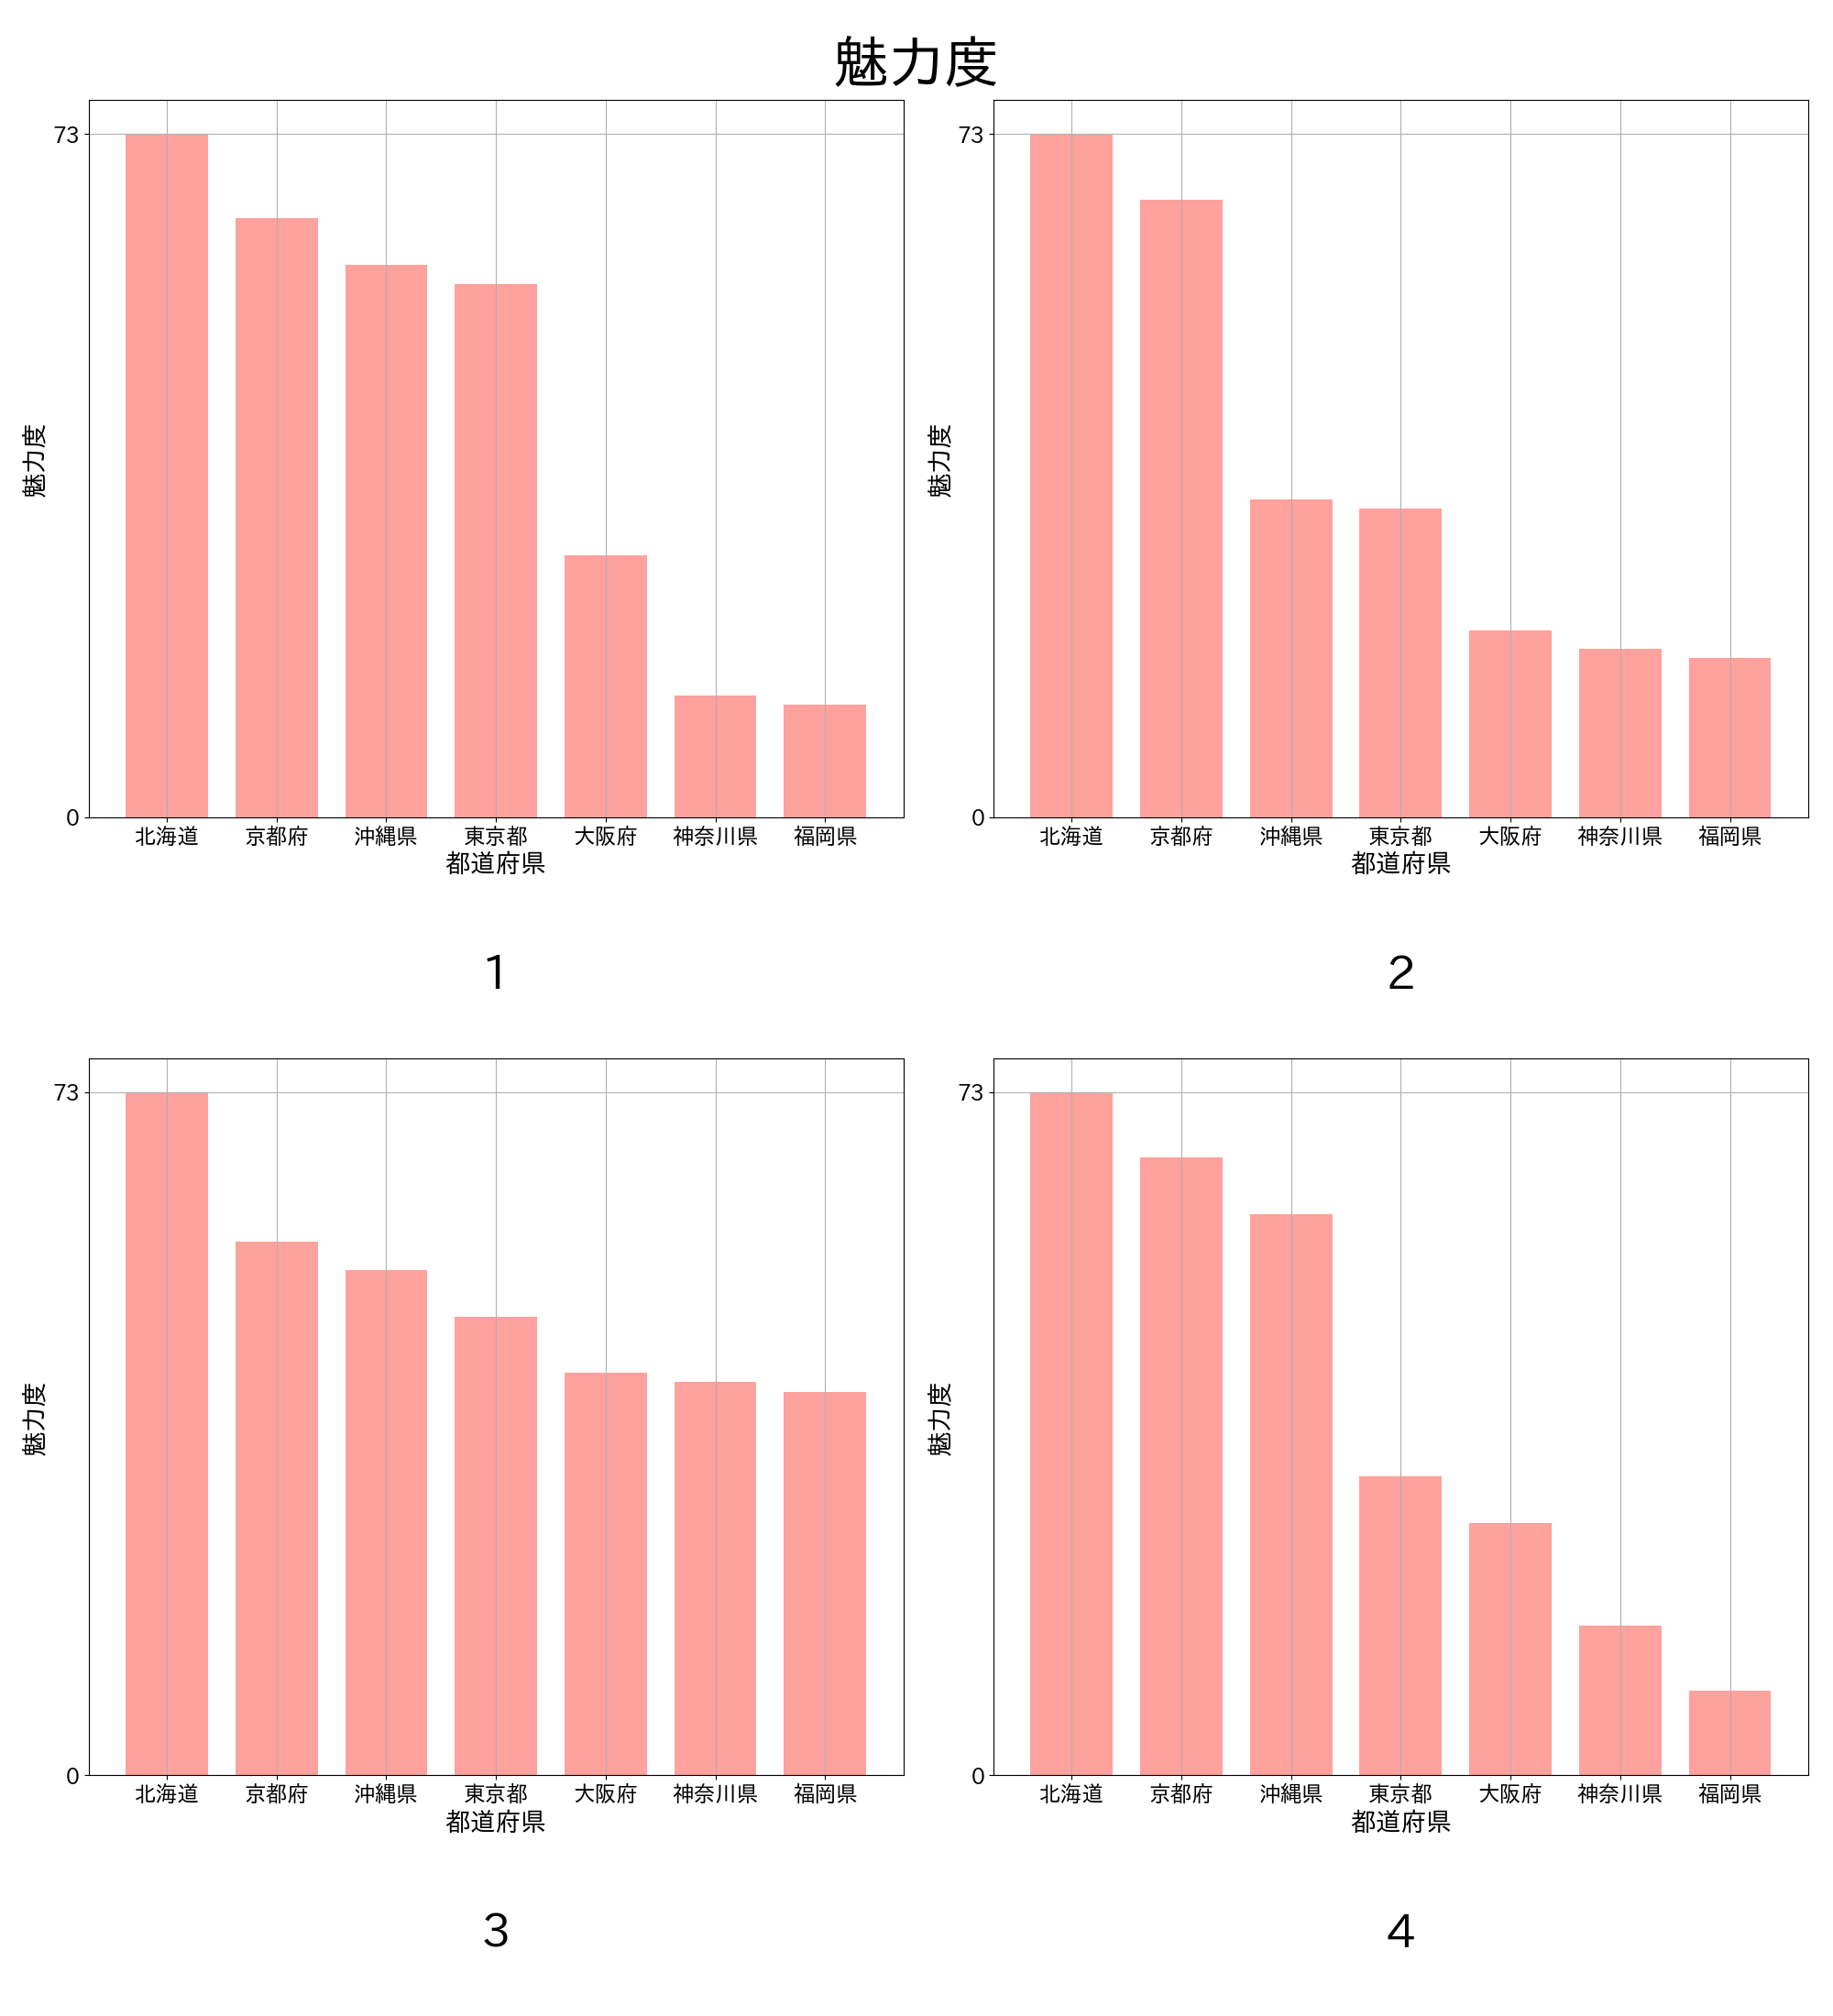 魅力度
73
0
魅力度
北海道 京都府 沖縄県 東京都 大阪府 神奈川県 福岡県
都道府県
1
73
0
魅力度
北海道 京都府 沖縄県 東京都 大阪府 神奈川県 福岡県
都道府県
2
73
0
魅力度
北海道 京都府 沖縄県 東京都 大阪府 神奈川県 福岡県
都道府県
3
73
0
魅力度
北海道 京都府 沖縄県 東京都 大阪府 神奈川県 福岡県
都道府県
4